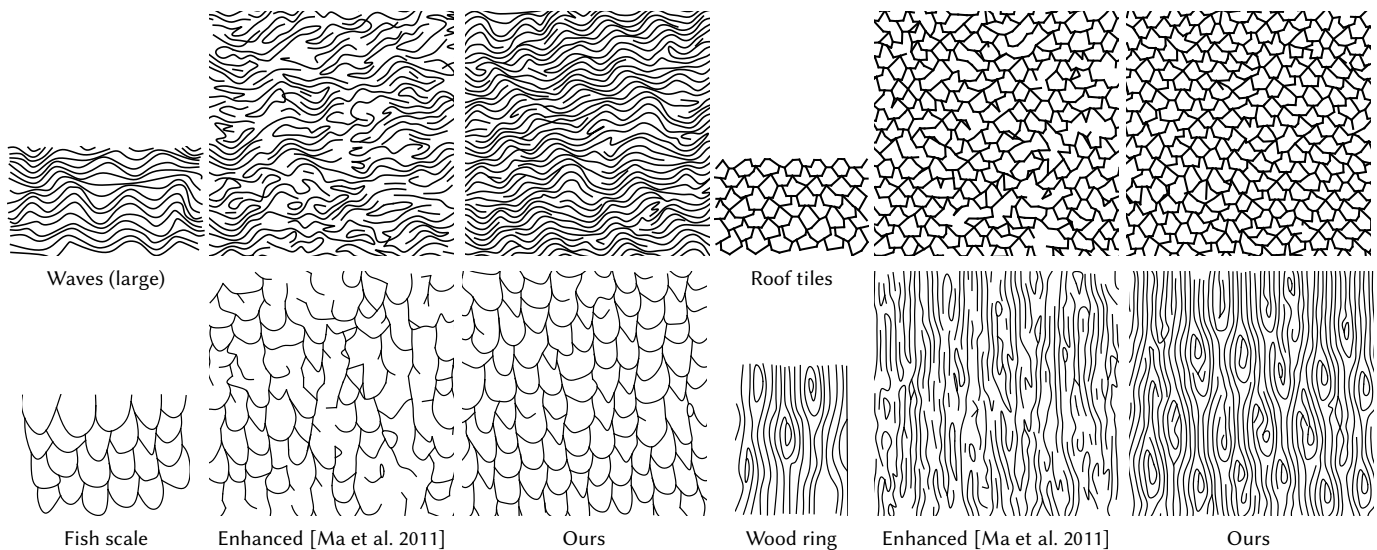 Waves (large)
Roof tiles
Fish scale
Enhanced [Ma et al. 2011]
Ours
Wood ring
Enhanced [Ma et al. 2011]
Ours